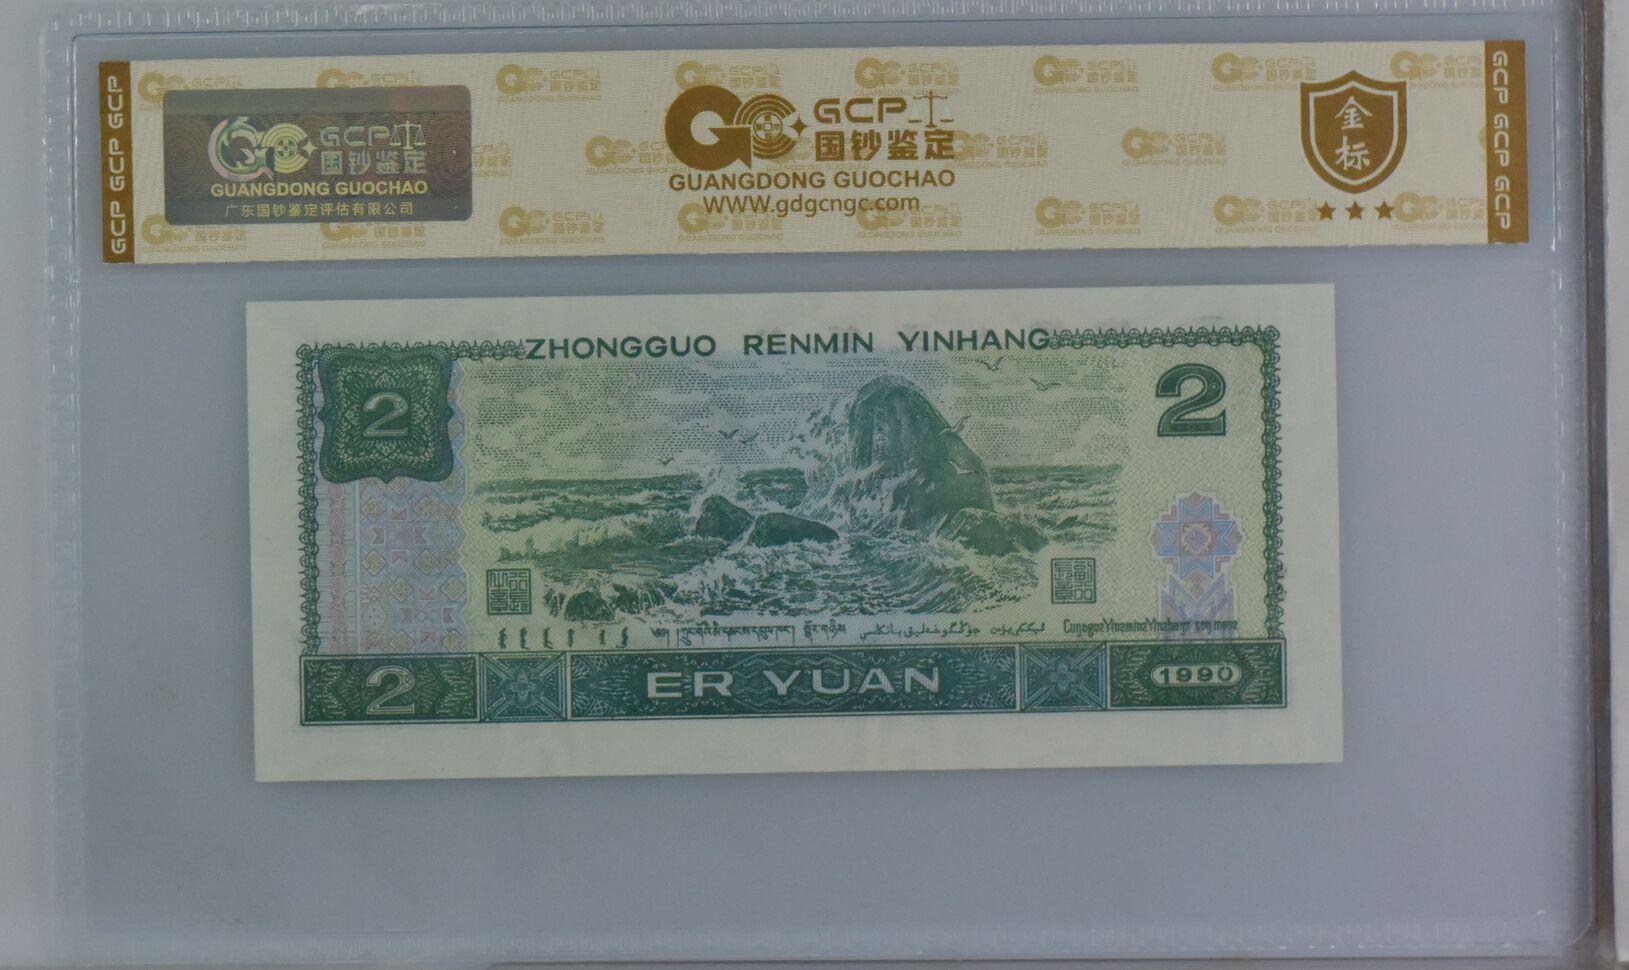 GCP GCP GCP
GCP 国钞鉴定
GUANGDONG GUOCHAO
广东国钞鉴定评估有限公司
GCP
国钞鉴定
GUANGDONG GUOCHAO
WWW.gdgcngc.com
金标
GCP GCP GCP
ZHONGGUO RENMIN YINHANG
2
2
2
ER YUAN
1990